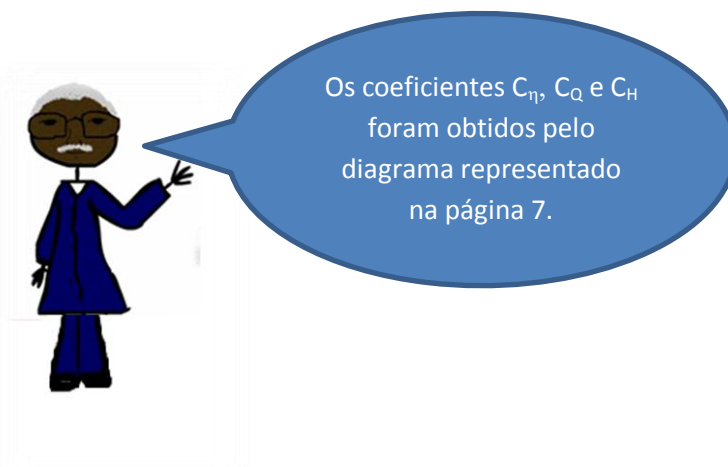 Os coeficientes Cη, CQ e CH
foram obtidos pelo
diagrama representado
na página 7.